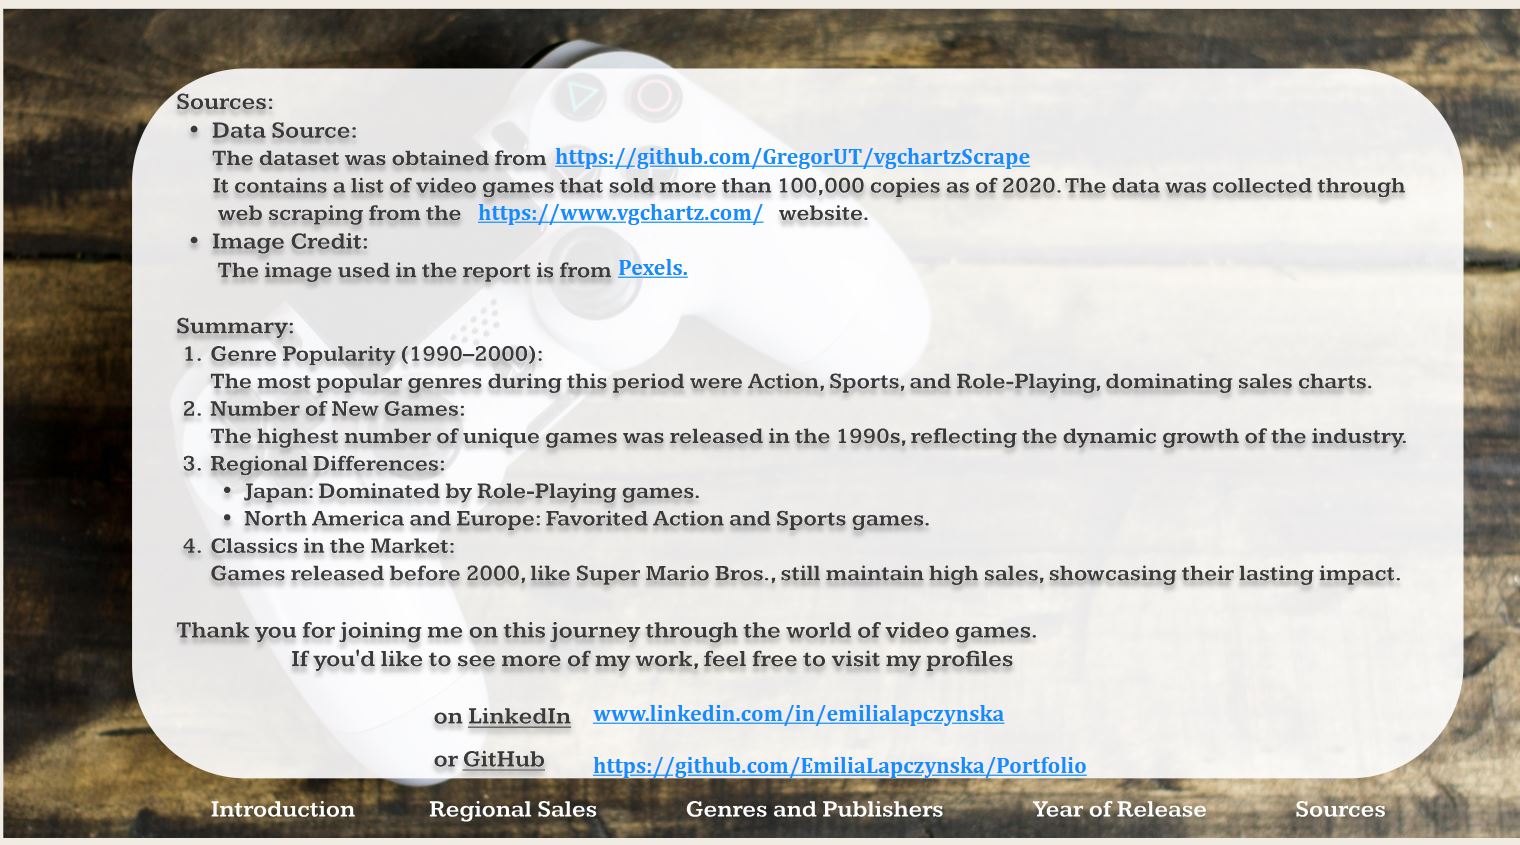 Sources:
• Data Source:
The dataset was obtained from https://github.com/GregorUT/vgchartzScrape
It contains a list of video games that sold more than 100,000 copies as of 2020. The data was collected through
web scraping from the https://www.vgchartz.com/ website.
• Image Credit:
The image used in the report is from Pexels.
Summary:
1. Genre Popularity (1990–2000):
The most popular genres during this period were Action, Sports, and Role-Playing, dominating sales charts.
2. Number of New Games:
The highest number of unique games was released in the 1990s, reflecting the dynamic growth of the industry.
3. Regional Differences:
• Japan: Dominated by Role-Playing games.
• North America and Europe: Favorited Action and Sports games.
4. Classics in the Market:
Games released before 2000, like Super Mario Bros., still maintain high sales, showcasing their lasting impact.
Thank you for joining me on this journey through the world of video games.
If you'd like to see more of my work, feel free to visit my profiles
on LinkedIn www.linkedin.com/in/emilialapczynska
or GitHub https://github.com/EmiliaLapczynska/Portfolio
Introduction Regional Sales Genres and Publishers Year of Release Sources